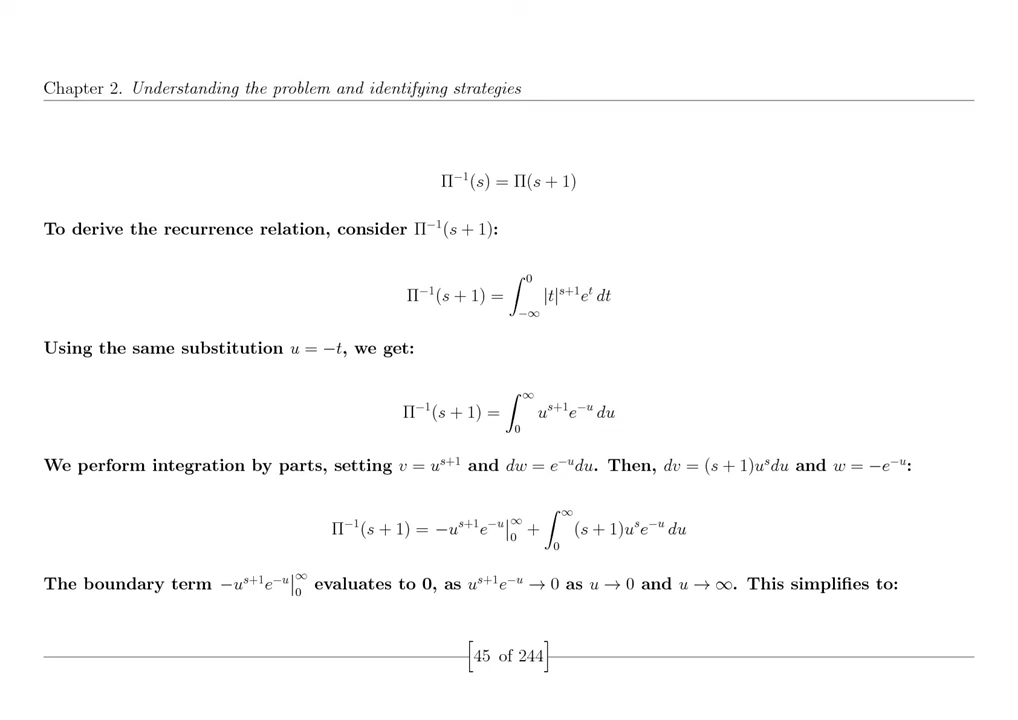 Chapter 2. Understanding the problem and identifying strategies
Π⁻¹(s) = Π(s + 1)
To derive the recurrence relation, consider Π⁻¹(s + 1):
Π⁻¹(s + 1) = ∫_{−∞}^{0} |t|^{s+1} e^{t} dt
Using the same substitution u = −t, we get:
Π⁻¹(s + 1) = ∫_{0}^{∞} u^{s+1} e^{−u} du
We perform integration by parts, setting v = u^{s+1} and dw = e^{−u}du. Then, dv = (s + 1)u^{s}du and w = −e^{−u}:
Π⁻¹(s + 1) = −u^{s+1}e^{−u}|_{0}^{∞} + ∫_{0}^{∞} (s + 1)u^{s}e^{−u} du
The boundary term −u^{s+1}e^{−u}|_{0}^{∞} evaluates to 0, as u^{s+1}e^{−u} → 0 as u → 0 and u → ∞. This simplifies to:
[45 of 244]